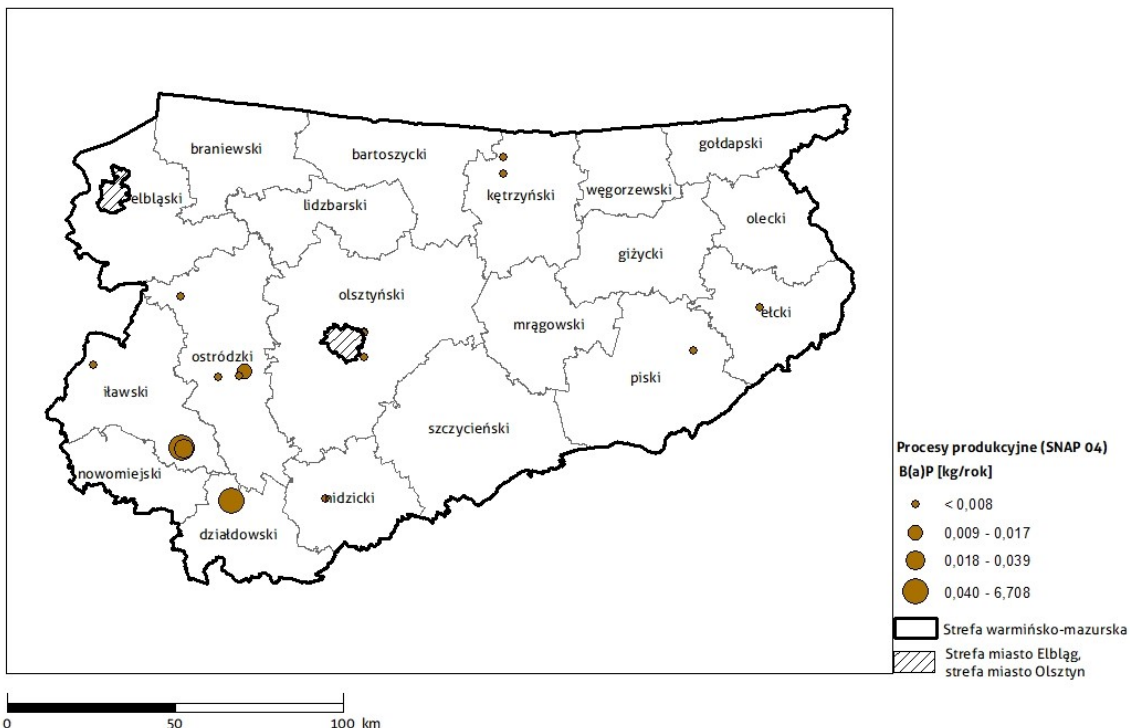 gołdapski
braniewski
bartoszycki
węgorzewski
kętrzyński
elbląski
lidzbarski
olecki
giżycki
olsztyński
ełcki
mrągowski
ostródzki
piski
iławski
szczycieński
nowomiejski
nidzicki
działdowski
Procesy produkcyjne (SNAP 04)
B(a)P [kg/rok]
< 0,008
0,009 - 0,017
0,018 - 0,039
0,040 - 6,708
Strefa warmińsko-mazurska
Strefa miasto Elbląg,
strefa miasto Olsztyn
0 50 100 km